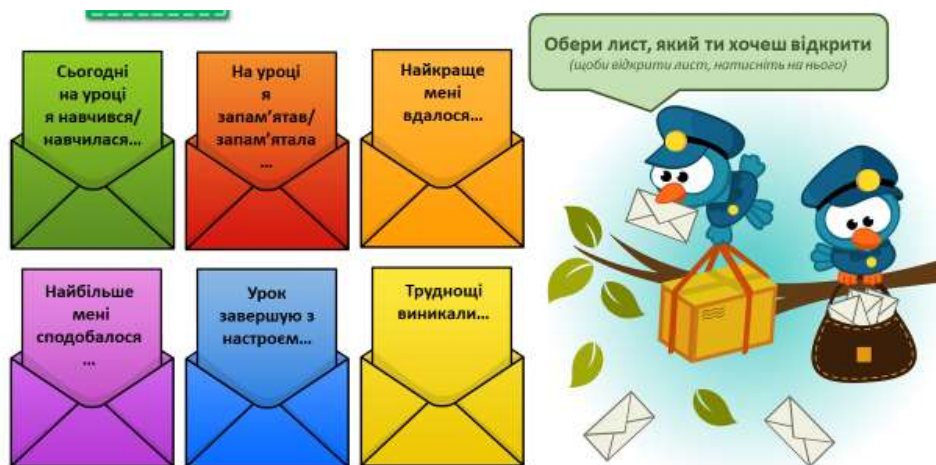 Сьогодні
на уроці
я навчився/
навчилася...
На уроці
я
запам'ятав/
запам'ятала
...
Найкраще
мені
вдалося...
Обери лист, який ти хочеш відкрити
(щоби відкрити лист, натисніть на нього)
Найбільше
мені
сподобалося
...
Урок
завершую з
настроєм...
Труднощі
виникали...